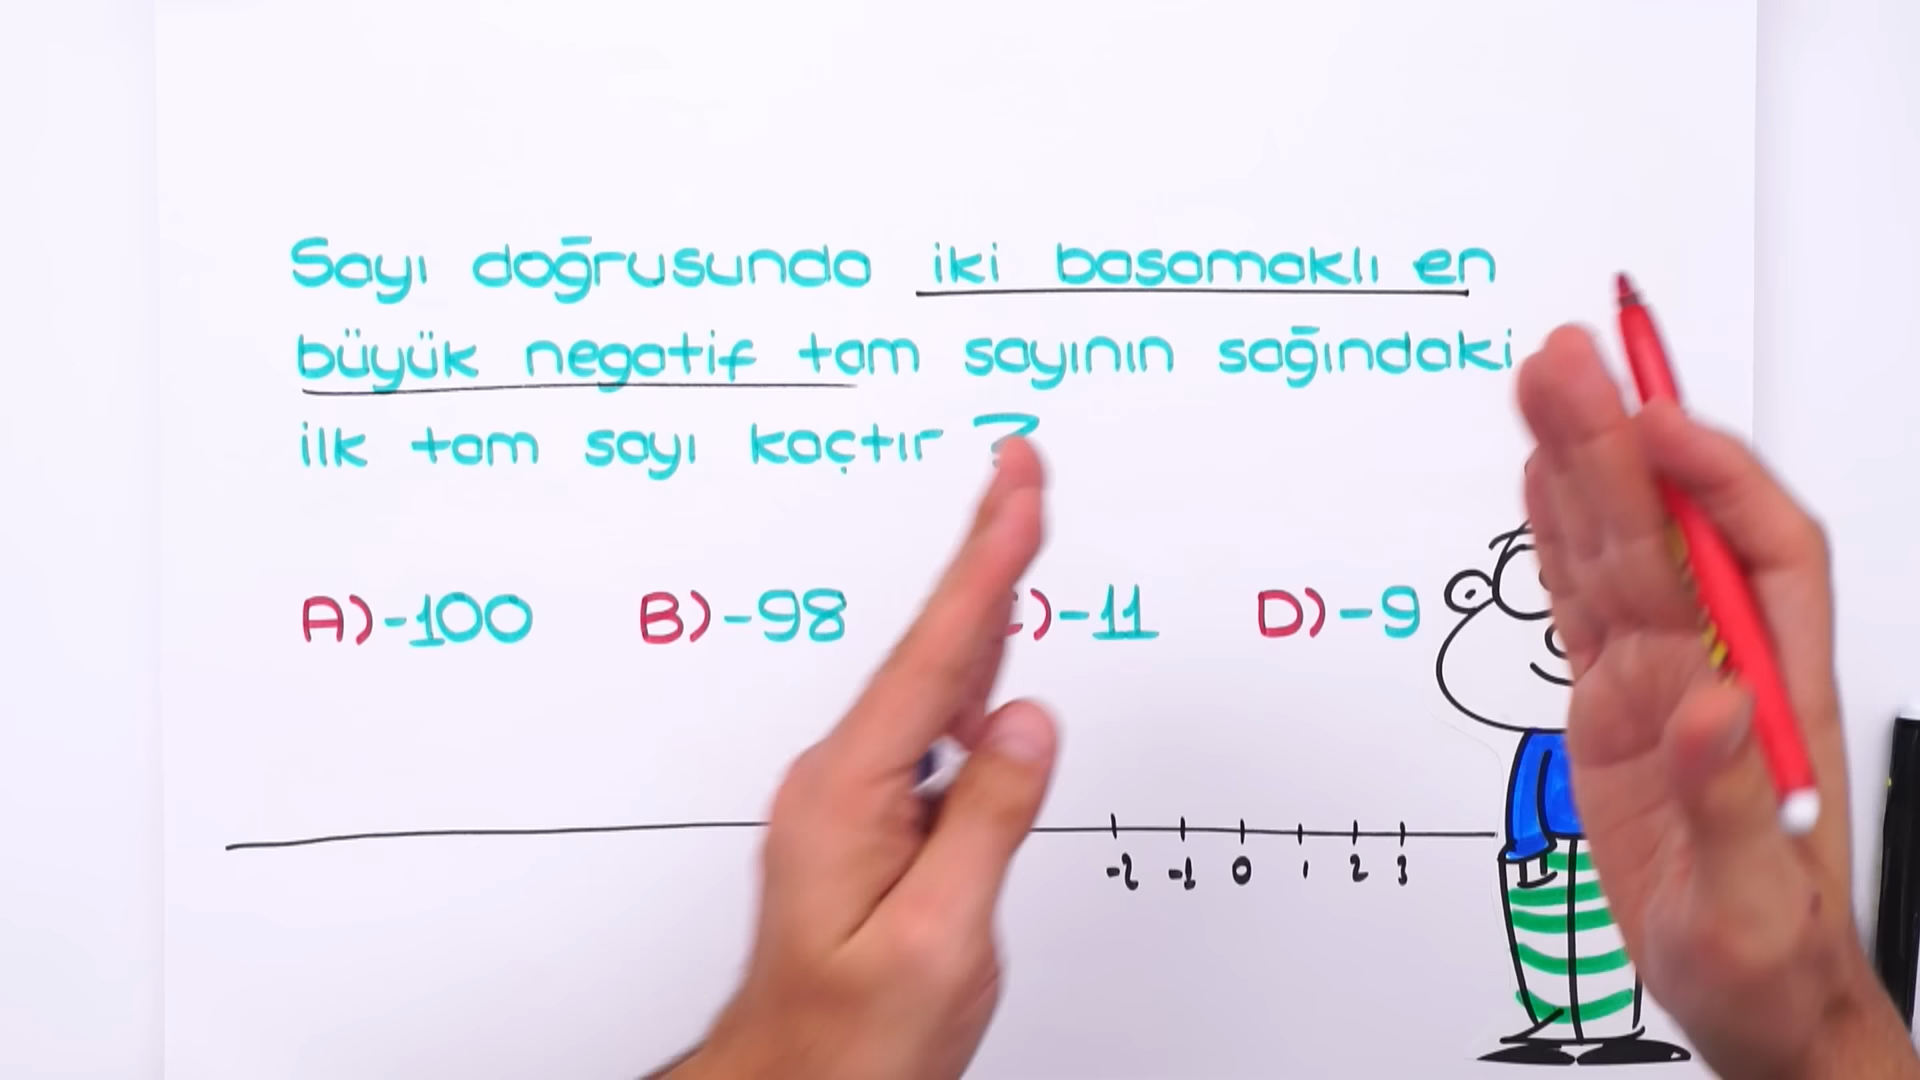 Sayı doğrusunda iki basamaklı en
büyük negatif tam sayının sağındaki
ilk tam sayı kaçtır ?
A) -100 B) -98 ) -11 D) -9
-2 -1 0 1 2 3